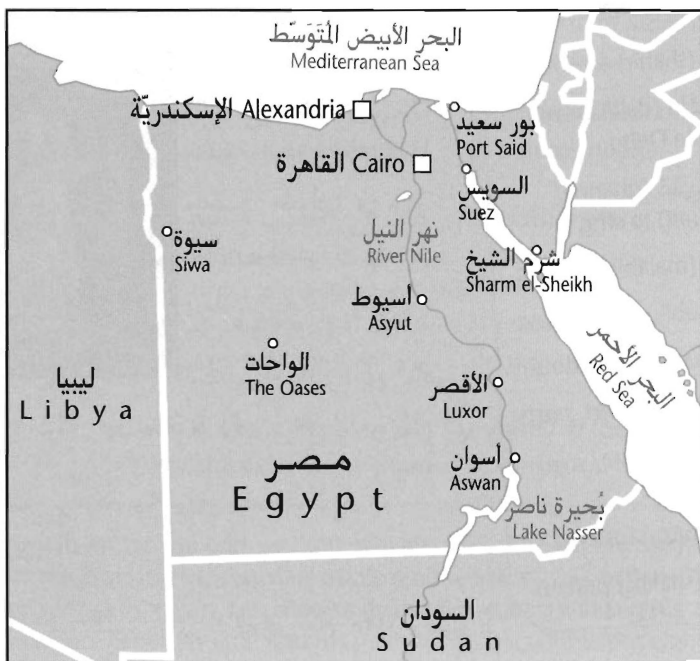 البحر الأبيض المُتَوَسّط
Mediterranean Sea
الإسكندريّة Alexandria
بور سعيد
Port Said
القاهرة Cairo
السويس
Suez
سيوة
Siwa
نهر النيل
River Nile
شرم الشيخ
Sharm el-Sheikh
أسيوط
Asyut
البحر الأحمر
Red Sea
الواحات
The Oases
ليبيا
Libya
الأقصر
Luxor
مصر
Egypt
أسوان
Aswan
بُحيرة ناصر
Lake Nasser
السودان
Sudan